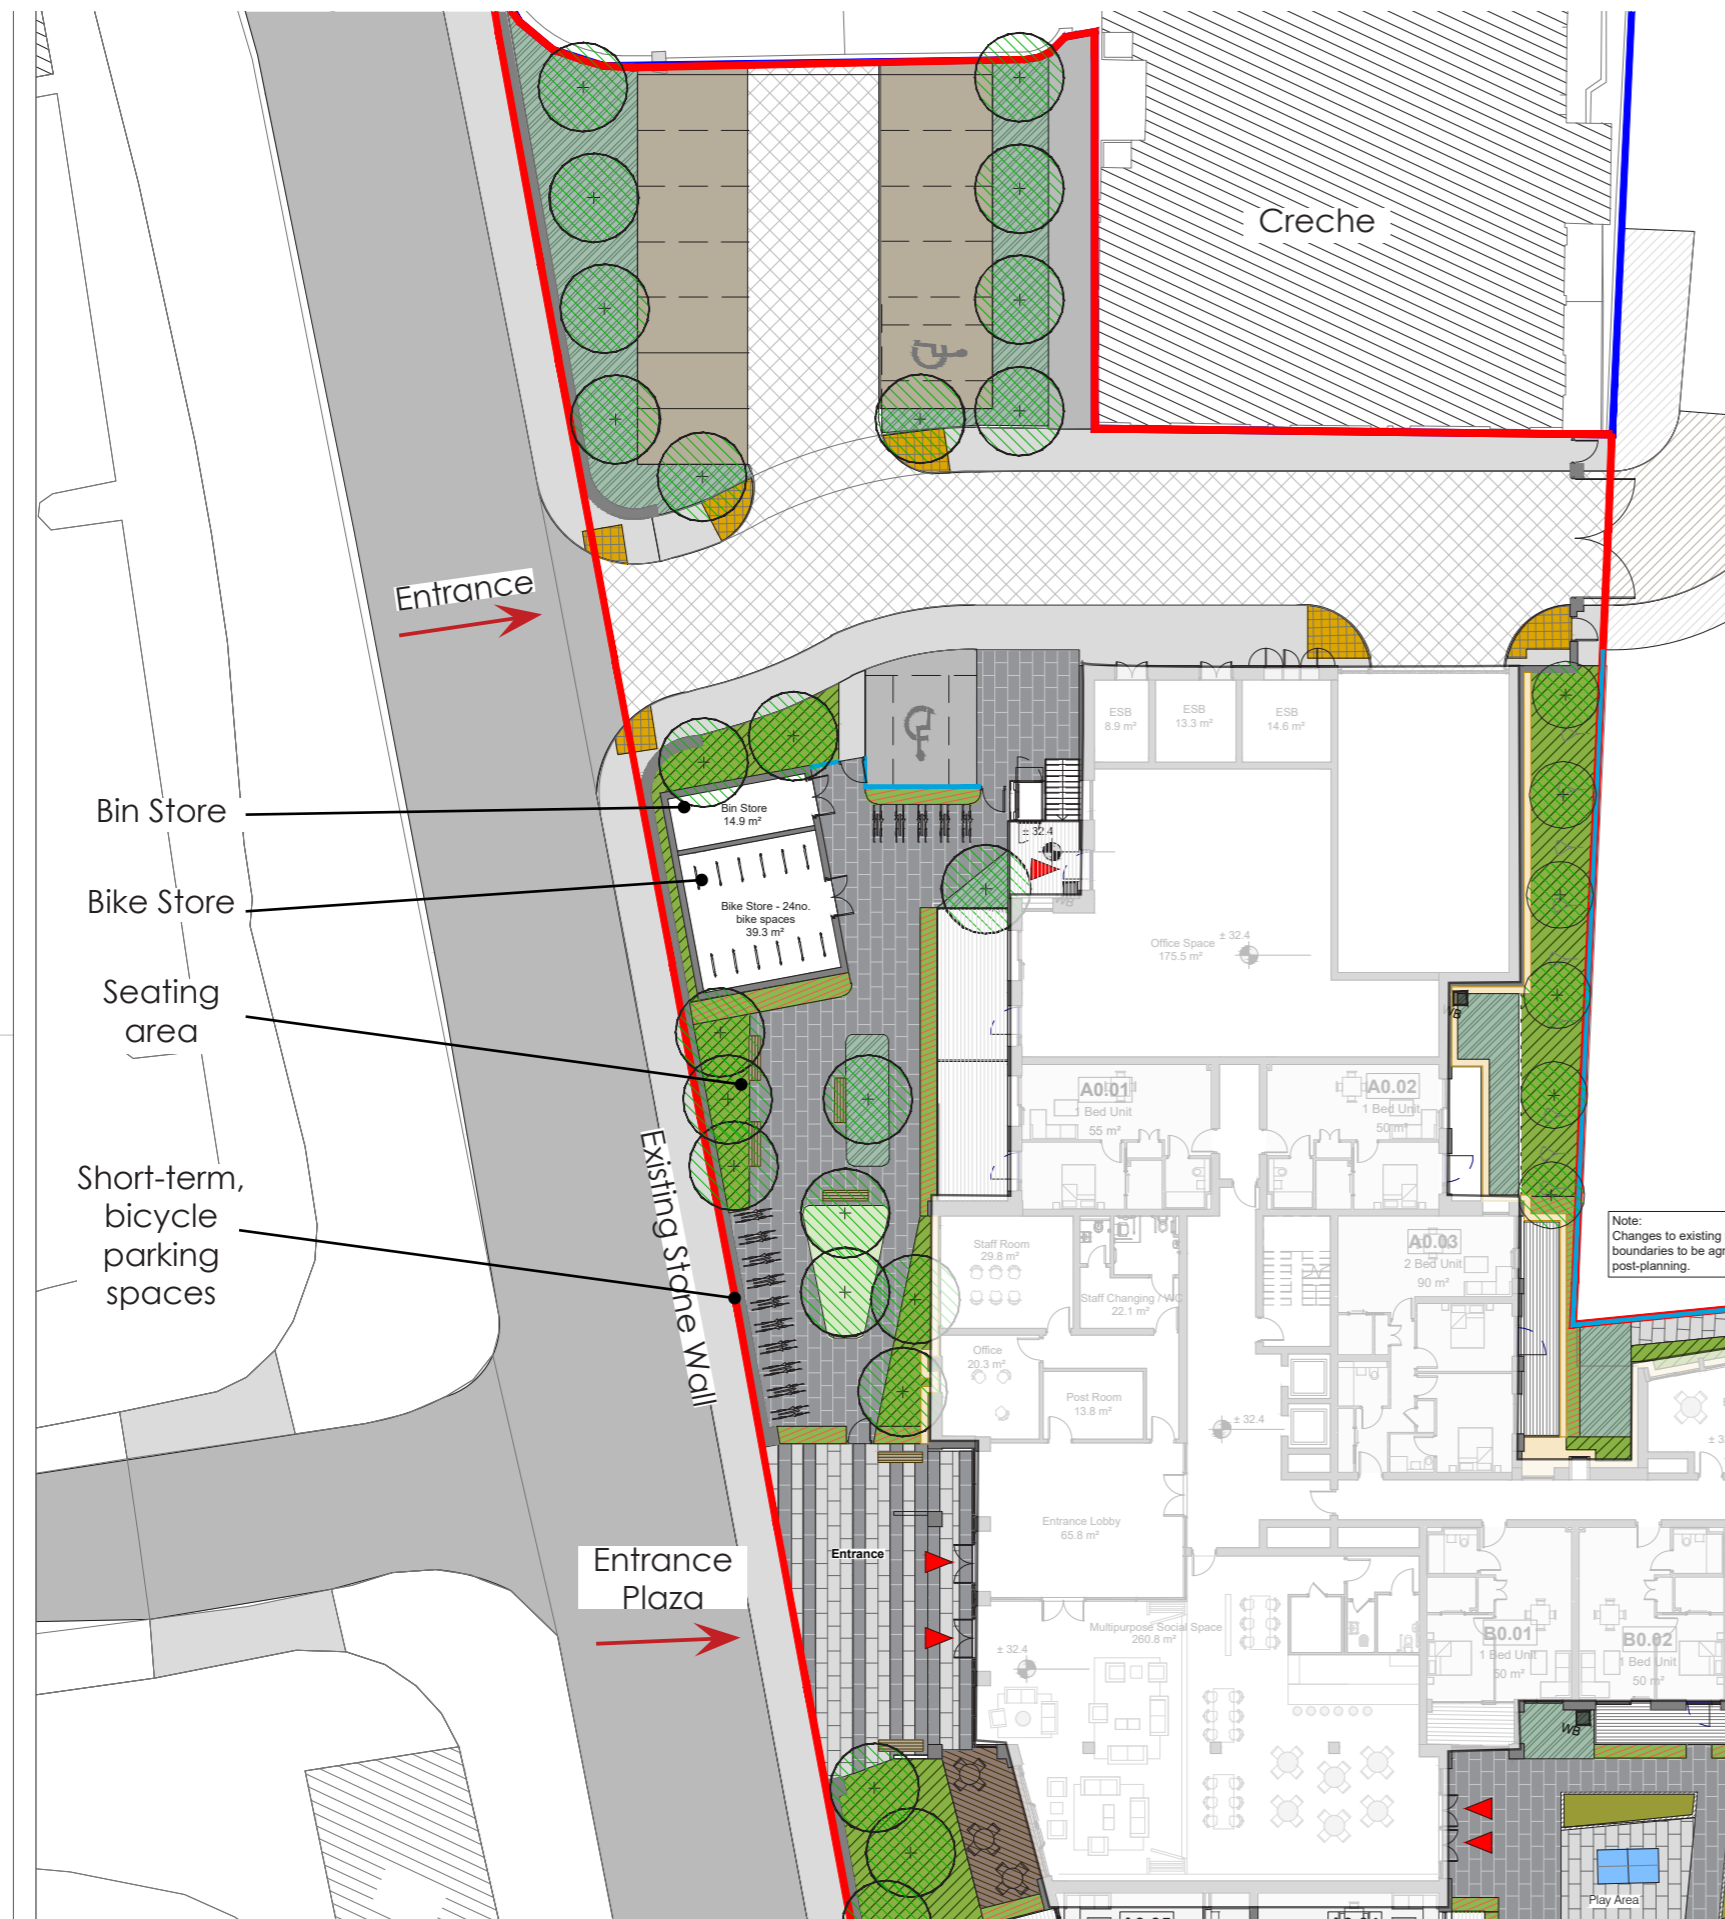 Creche
Entrance
ESB
8.9 m²
ESB
13.3 m²
ESB
14.6 m²
Bin Store
Bin Store
14.9 m²
± 32.4
WB
Bike Store
Bike Store - 24no.
bike spaces
39.3 m²
Office Space
175.5 m²
± 32.4
Seating
area
WB
A0.01
1 Bed Unit
55 m²
A0.02
1 Bed Unit
50 m²
Short-term,
bicycle
parking
spaces
Existing Stone Wall
Staff Room
29.8 m²
Staff Changing / WC
22.1 m²
A0.03
2 Bed Unit
90 m²
Note:
Changes to existing
boundaries to be agr
post-planning.
Office
20.3 m²
Post Room
13.8 m²
± 32.4
± 3
Entrance Lobby
65.8 m²
Entrance
Entrance
Plaza
Multipurpose Social Space
260.8 m²
± 32.4
B0.01
1 Bed Unit
50 m²
B0.02
1 Bed Unit
50 m²
WB
Play Area